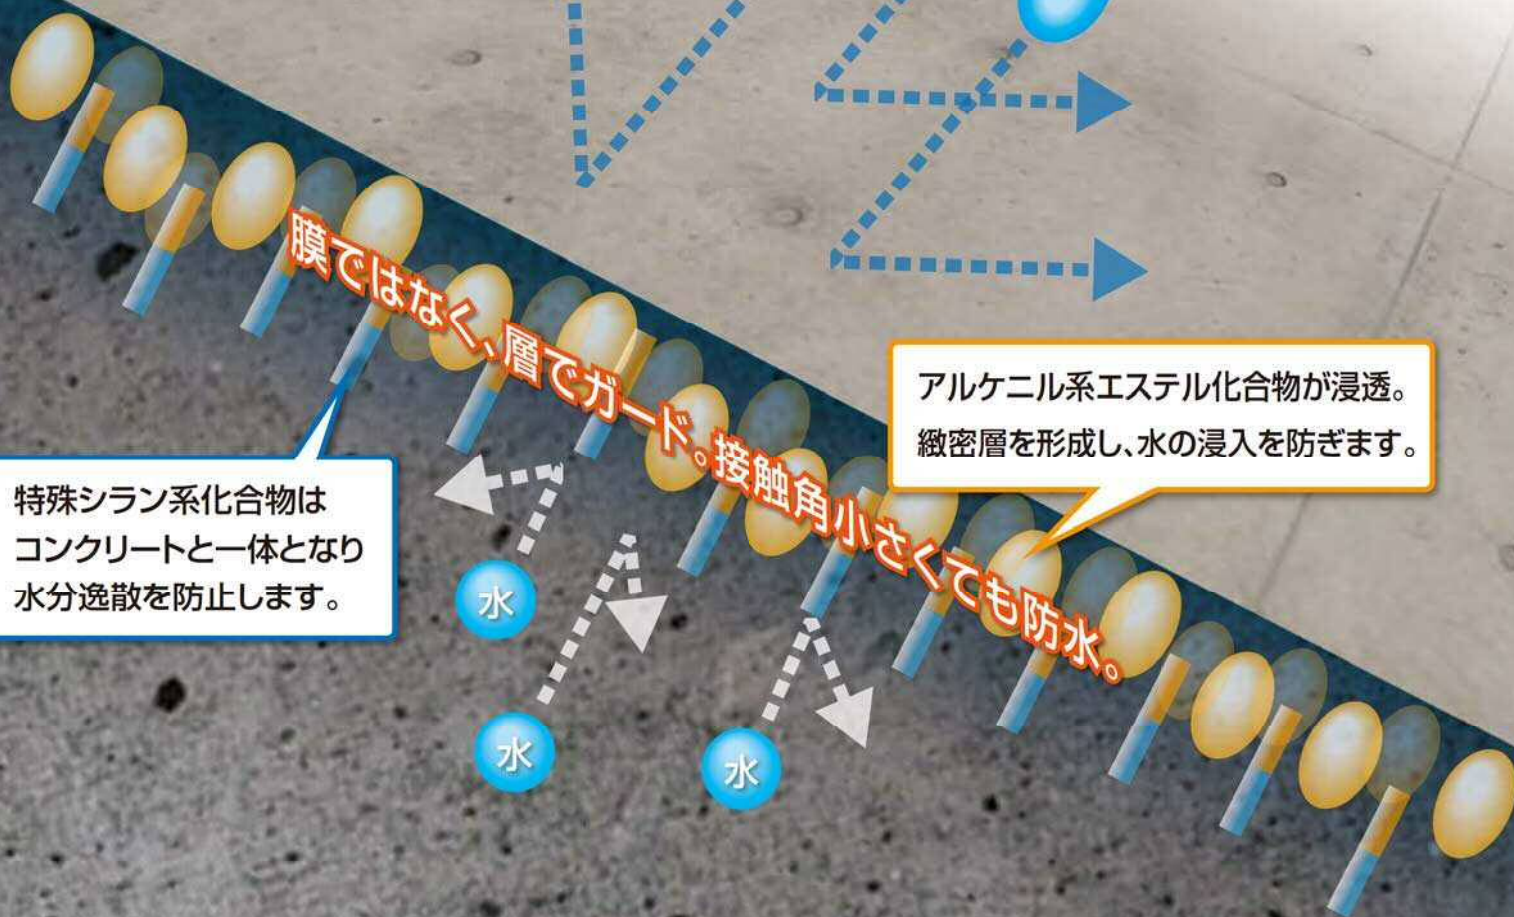 膜ではなく、層でガード。接触角小さくても防水。
アルケニル系エステル化合物が浸透。
緻密層を形成し、水の浸入を防ぎます。
特殊シラン系化合物は
コンクリートと一体となり
水分逸散を防止します。
水
水
水